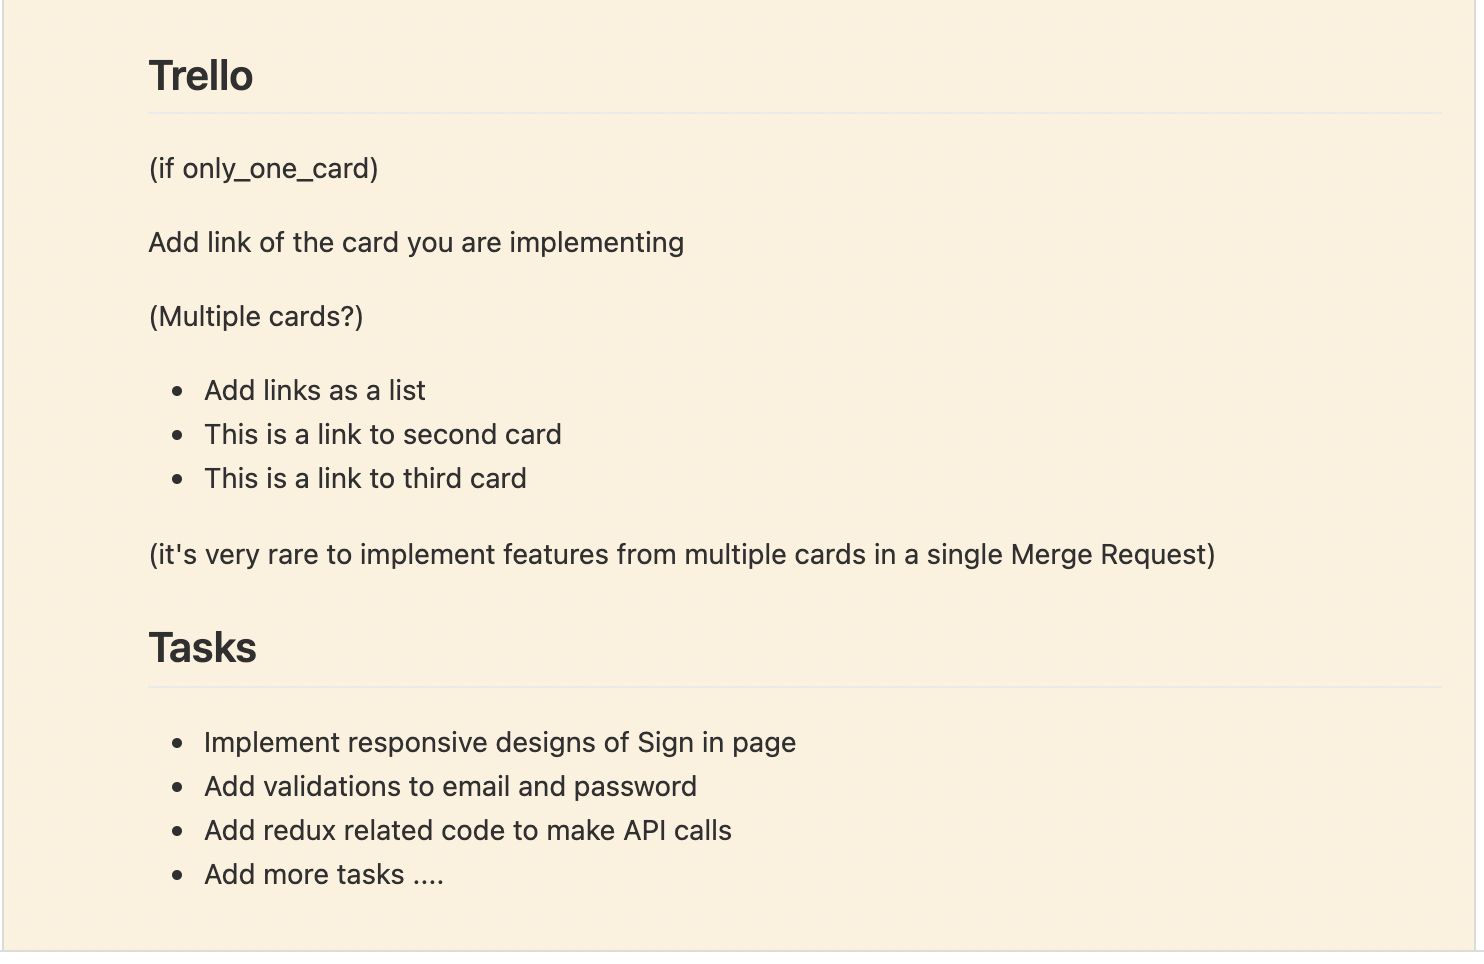 Trello
(if only_one_card)
Add link of the card you are implementing
(Multiple cards?)
• Add links as a list
• This is a link to second card
• This is a link to third card
(it's very rare to implement features from multiple cards in a single Merge Request)
Tasks
• Implement responsive designs of Sign in page
• Add validations to email and password
• Add redux related code to make API calls
• Add more tasks ....